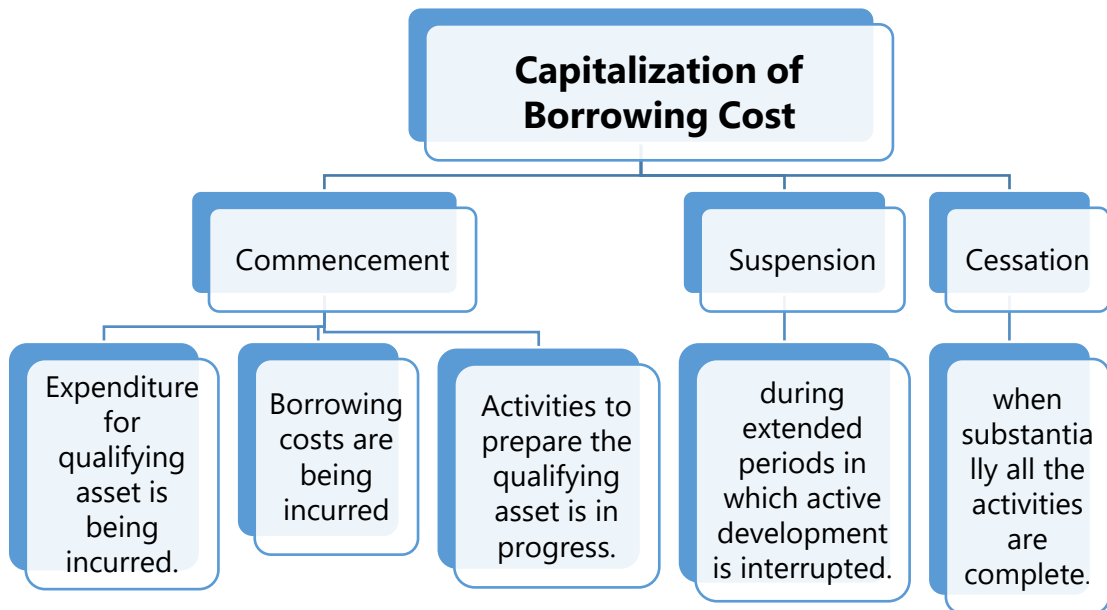 Capitalization of
Borrowing Cost
Commencement
Suspension
Cessation
Expenditure
for
qualifying
asset is
being
incurred.
Borrowing
costs are
being
incurred
Activities to
prepare the
qualifying
asset is in
progress.
during
extended
periods in
which active
development
is interrupted.
when
substantia
lly all the
activities
are
complete.